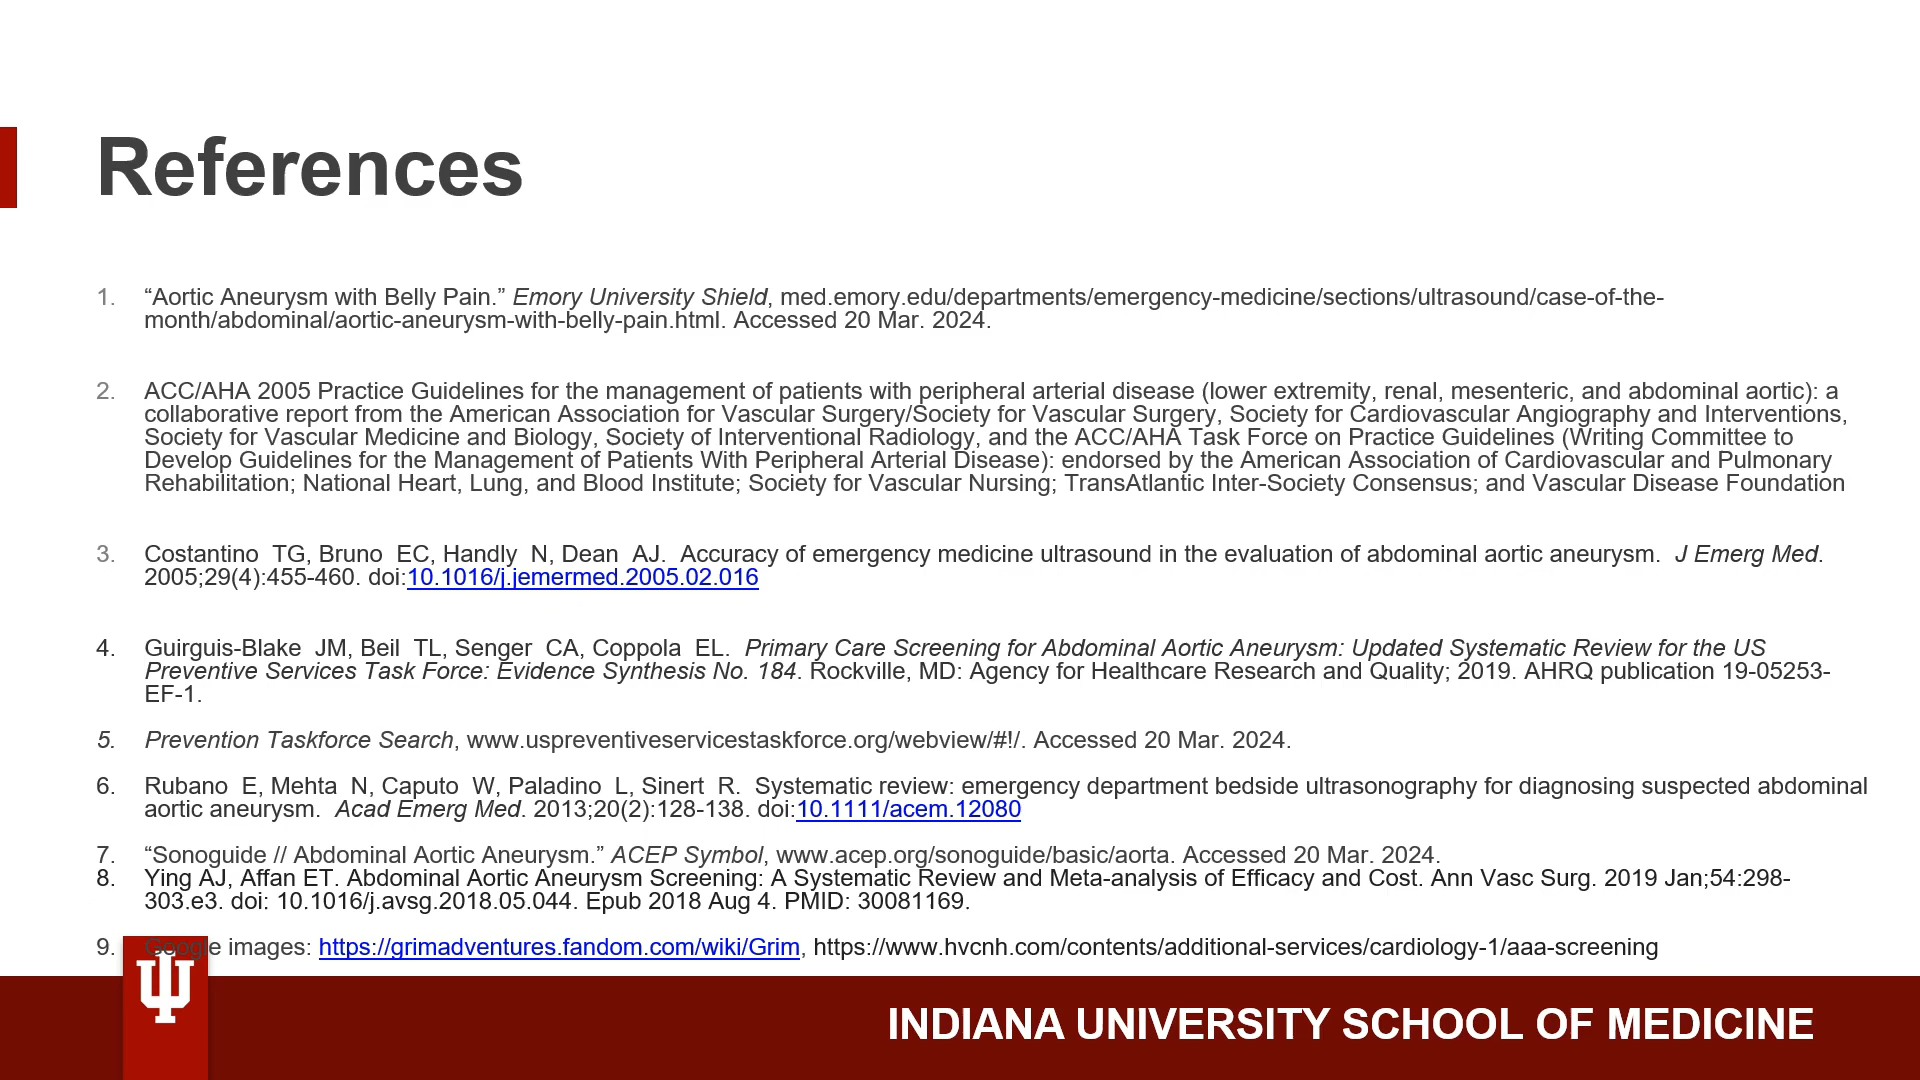 References
1. “Aortic Aneurysm with Belly Pain.” Emory University Shield, med.emory.edu/departments/emergency-medicine/sections/ultrasound/case-of-the-
month/abdominal/aortic-aneurysm-with-belly-pain.html. Accessed 20 Mar. 2024.
2. ACC/AHA 2005 Practice Guidelines for the management of patients with peripheral arterial disease (lower extremity, renal, mesenteric, and abdominal aortic): a
collaborative report from the American Association for Vascular Surgery/Society for Vascular Surgery, Society for Cardiovascular Angiography and Interventions,
Society for Vascular Medicine and Biology, Society of Interventional Radiology, and the ACC/AHA Task Force on Practice Guidelines (Writing Committee to
Develop Guidelines for the Management of Patients With Peripheral Arterial Disease): endorsed by the American Association of Cardiovascular and Pulmonary
Rehabilitation; National Heart, Lung, and Blood Institute; Society for Vascular Nursing; TransAtlantic Inter-Society Consensus; and Vascular Disease Foundation
3. Costantino TG, Bruno EC, Handly N, Dean AJ. Accuracy of emergency medicine ultrasound in the evaluation of abdominal aortic aneurysm. J Emerg Med.
2005;29(4):455-460. doi:10.1016/j.jemermed.2005.02.016
4. Guirguis-Blake JM, Beil TL, Senger CA, Coppola EL. Primary Care Screening for Abdominal Aortic Aneurysm: Updated Systematic Review for the US
Preventive Services Task Force: Evidence Synthesis No. 184. Rockville, MD: Agency for Healthcare Research and Quality; 2019. AHRQ publication 19-05253-
EF-1.
5. Prevention Taskforce Search, www.uspreventiveservicestaskforce.org/webview/#!/. Accessed 20 Mar. 2024.
6. Rubano E, Mehta N, Caputo W, Paladino L, Sinert R. Systematic review: emergency department bedside ultrasonography for diagnosing suspected abdominal
aortic aneurysm. Acad Emerg Med. 2013;20(2):128-138. doi:10.1111/acem.12080
7. “Sonoguide // Abdominal Aortic Aneurysm.” ACEP Symbol, www.acep.org/sonoguide/basic/aorta. Accessed 20 Mar. 2024.
8. Ying AJ, Affan ET. Abdominal Aortic Aneurysm Screening: A Systematic Review and Meta-analysis of Efficacy and Cost. Ann Vasc Surg. 2019 Jan;54:298-
303.e3. doi: 10.1016/j.avsg.2018.05.044. Epub 2018 Aug 4. PMID: 30081169.
9. Google images: https://grimadventures.fandom.com/wiki/Grim, https://www.hvcnh.com/contents/additional-services/cardiology-1/aaa-screening
INDIANA UNIVERSITY SCHOOL OF MEDICINE